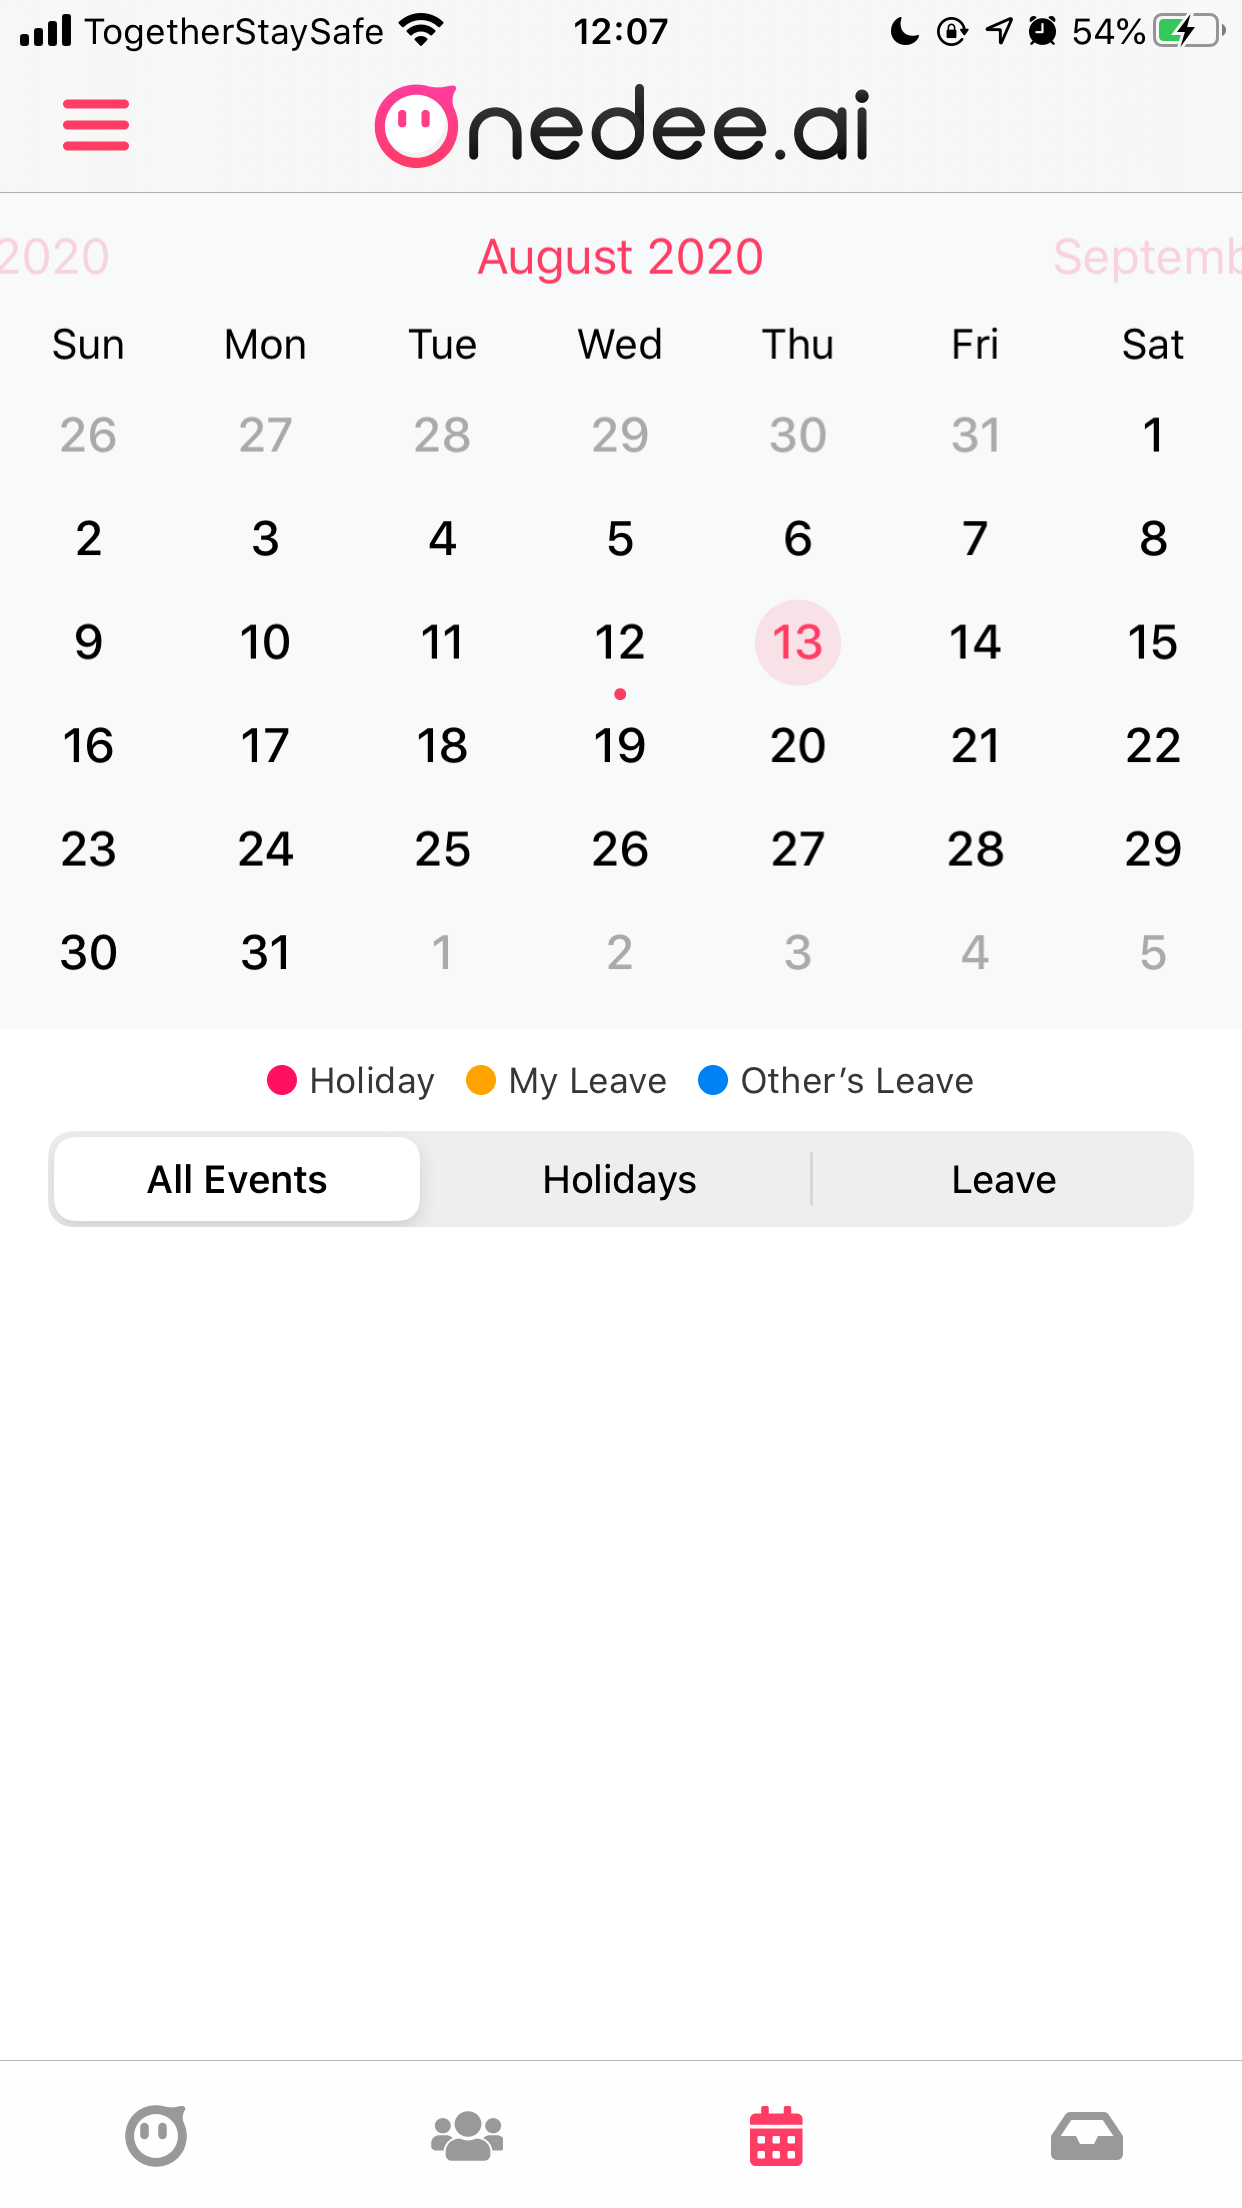 TogetherStaySafe 12:07 54%
Onedee.ai
2020 August 2020 Septemb
Sun Mon Tue Wed Thu Fri Sat
26 27 28 29 30 31 1
2 3 4 5 6 7 8
9 10 11 12 13 14 15
16 17 18 19 20 21 22
23 24 25 26 27 28 29
30 31 1 2 3 4 5
Holiday My Leave Other’s Leave
All Events Holidays Leave